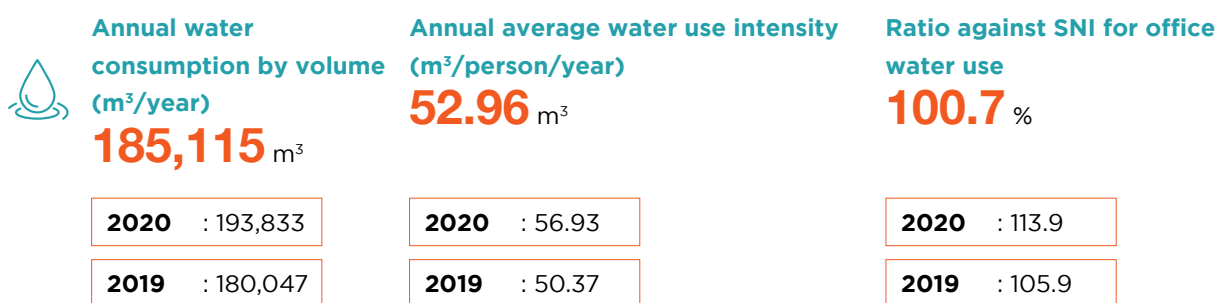 Annual water
consumption by volume
(m³/year)
185,115 m³
2020 : 193,833
2019 : 180,047
Annual average water use intensity
(m³/person/year)
52.96 m³
2020 : 56.93
2019 : 50.37
Ratio against SNI for office
water use
100.7 %
2020 : 113.9
2019 : 105.9